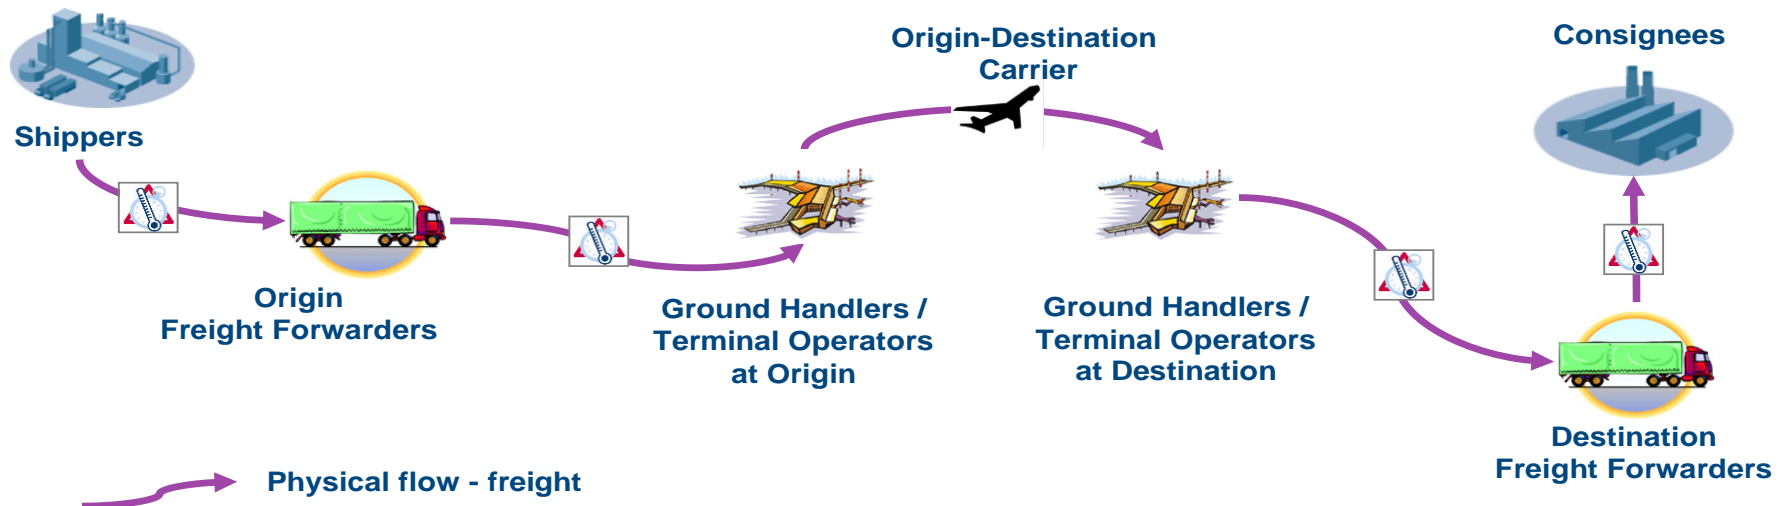 Shippers
Origin
Freight Forwarders
Ground Handlers /
Terminal Operators
at Origin
Origin-Destination
Carrier
Ground Handlers /
Terminal Operators
at Destination
Destination
Freight Forwarders
Consignees
Physical flow - freight